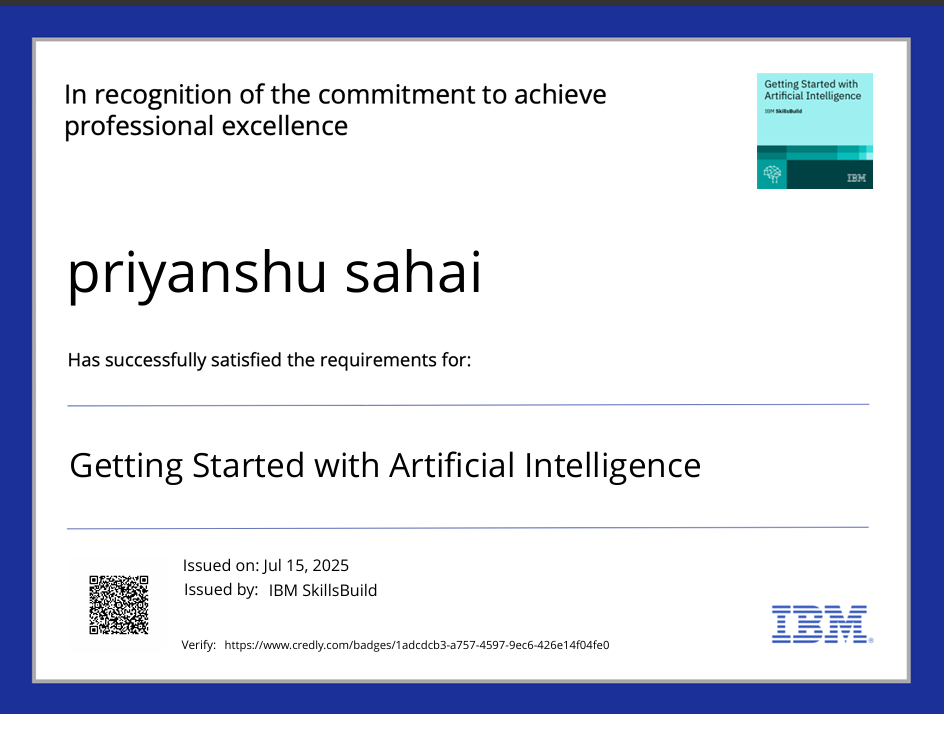 In recognition of the commitment to achieve
professional excellence
Getting Started with
Artificial Intelligence
IBM SkillsBuild
IBM
priyanshu sahai
Has successfully satisfied the requirements for:
Getting Started with Artificial Intelligence
Issued on: Jul 15, 2025
Issued by: IBM SkillsBuild
Verify: https://www.credly.com/badges/1adcdcb3-a757-4597-9ec6-426e14f04fe0
IBM®